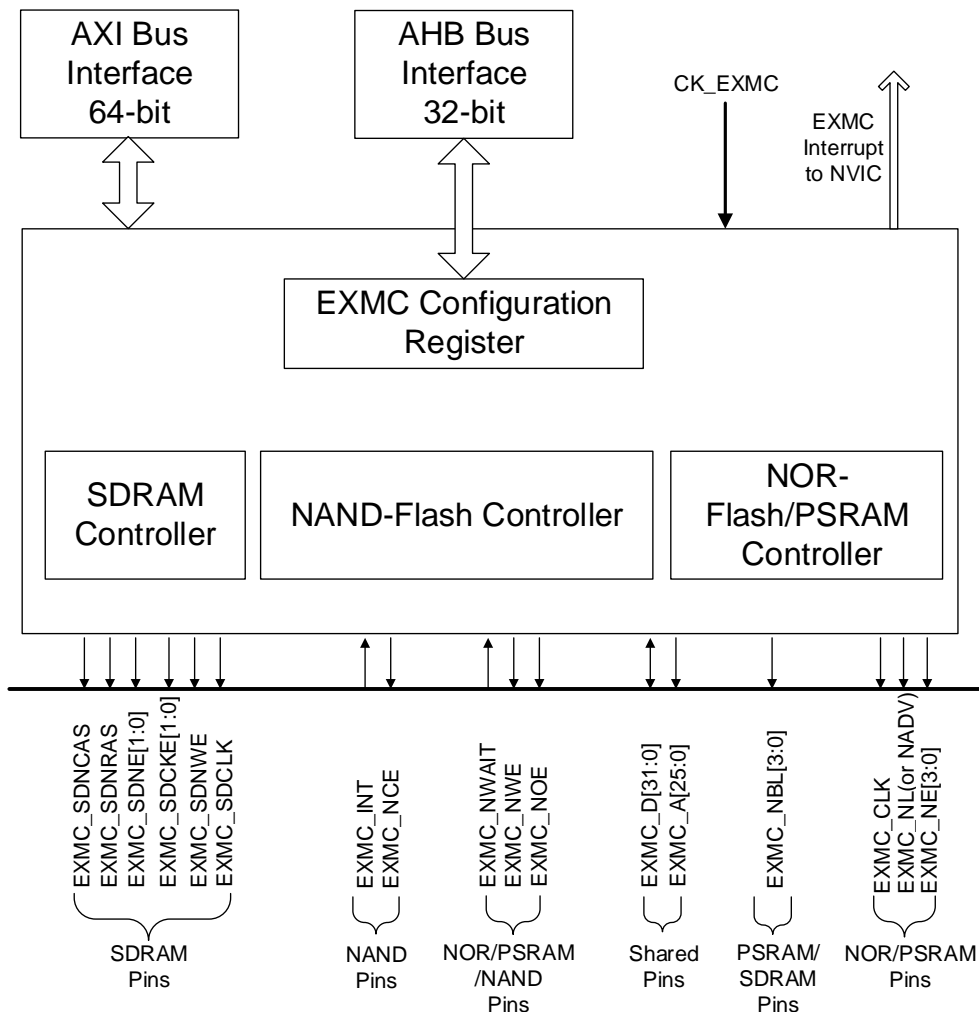 AXI Bus
Interface
64-bit
AHB Bus
Interface
32-bit
CK_EXMC
EXMC
Interrupt
to NVIC
EXMC Configuration
Register
SDRAM
Controller
NAND-Flash Controller
NOR-
Flash/PSRAM
Controller
EXMC_SDNCAS
EXMC_SDNRAS
EXMC_SDNE[1:0]
EXMC_SDCKE[1:0]
EXMC_SDNWE
EXMC_SDCLK
EXMC_INT
EXMC_NCE
EXMC_NWAIT
EXMC_NWE
EXMC_NOE
EXMC_D[31:0]
EXMC_A[25:0]
EXMC_NBL[3:0]
EXMC_CLK
EXMC_NL(or NADV)
EXMC_NE[3:0]
SDRAM
Pins
NAND
Pins
NOR/PSRAM
/NAND
Pins
Shared
Pins
PSRAM/
SDRAM
Pins
NOR/PSRAM
Pins